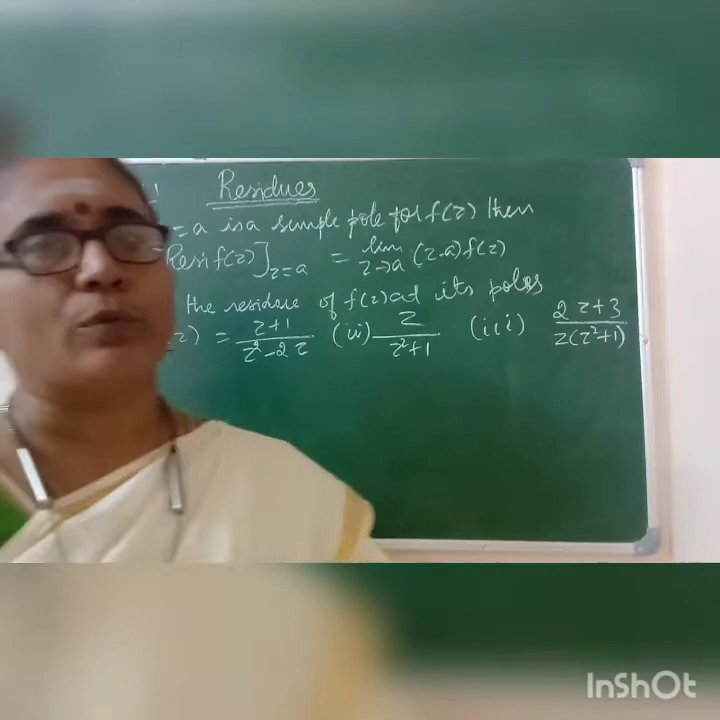 Residues
= a is a simple pole for f(z) then
Res f(z)]z=a = lim z→a (z-a) f(z)
the residue of f(z) at its poles
z) = z+1 / z²-2z (ii) z / z²+1 (iii) 2z+3 / z(z²+1)
InShOt